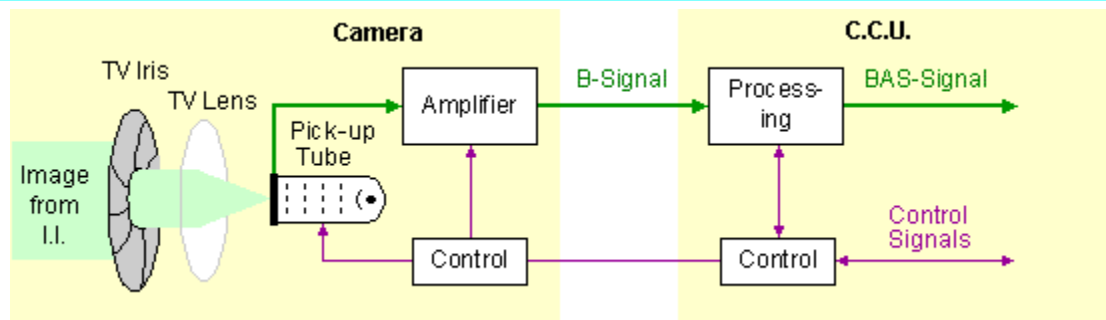 Camera
C.C.U.
TV Iris
TV Lens
Pick-up
Tube
Amplifier
B-Signal
Process-
ing
BAS-Signal
Image
from
I.I.
Control
Control
Control
Signals